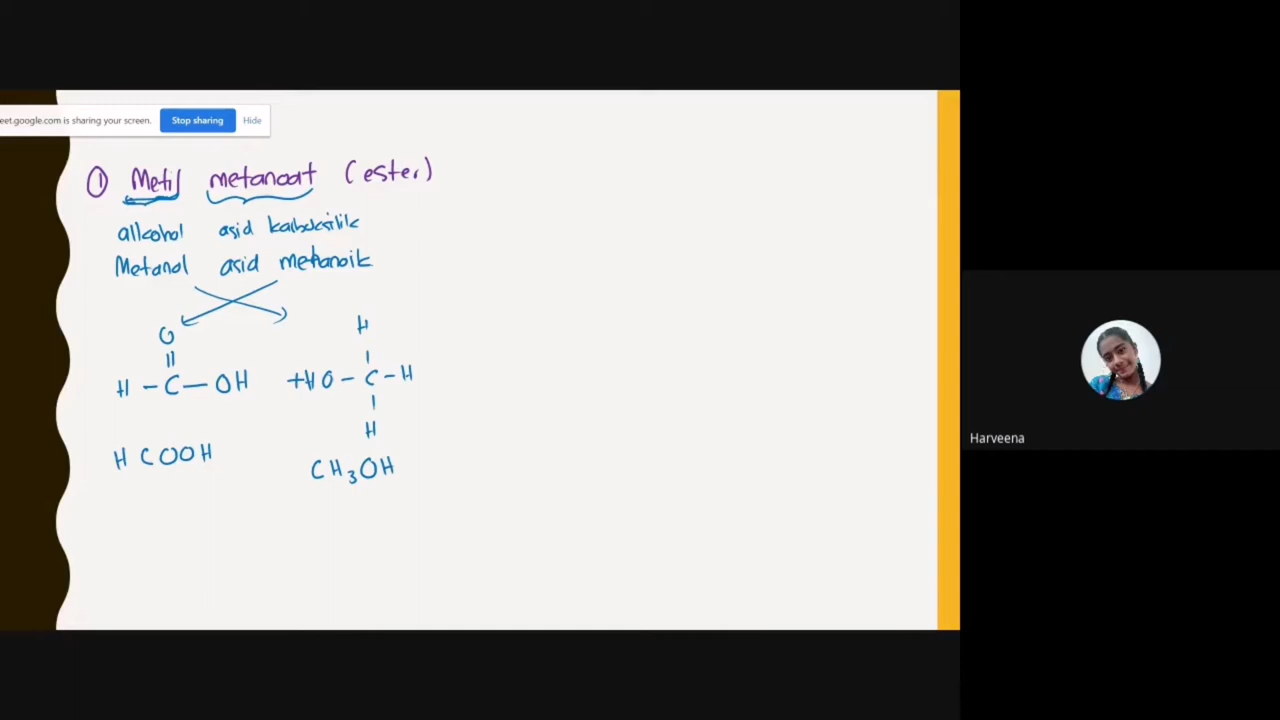 eet.google.com is sharing your screen. Stop sharing Hide
① Metil metanoat (ester)
alkohol asid karboksilik
Metanol asid metanoik
O H
||
H - C - OH +HO - C - H
H
HCOOH CH₃OH
Harveena